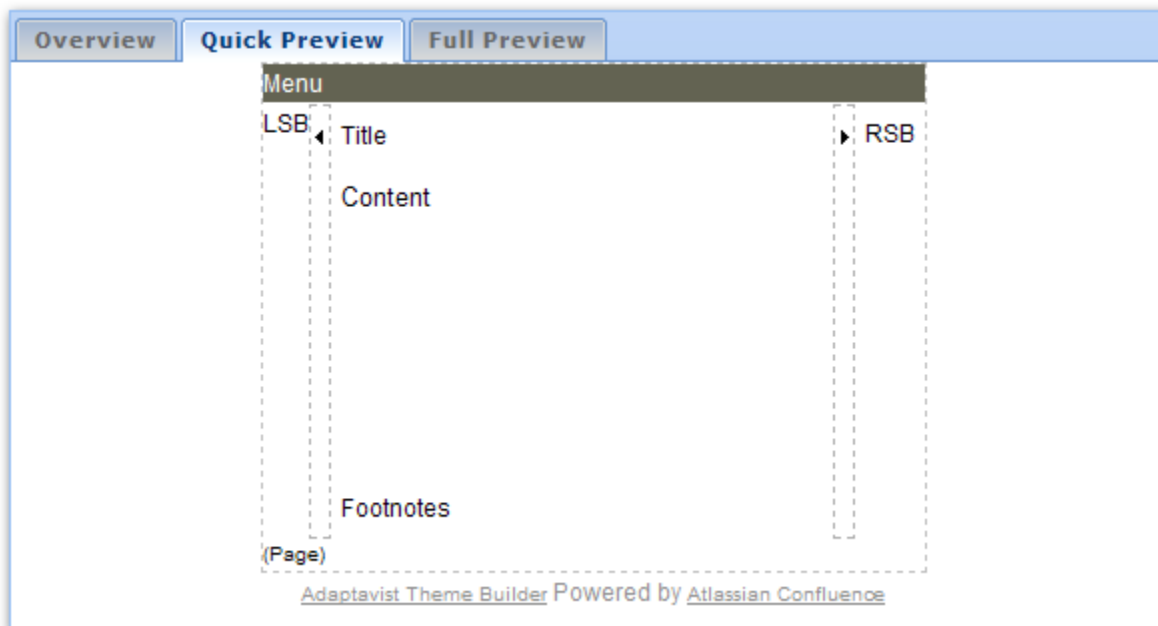 Overview Quick Preview Full Preview
Menu
LSB Title RSB
Content
Footnotes
(Page)
Adaptavist Theme Builder Powered by Atlassian Confluence